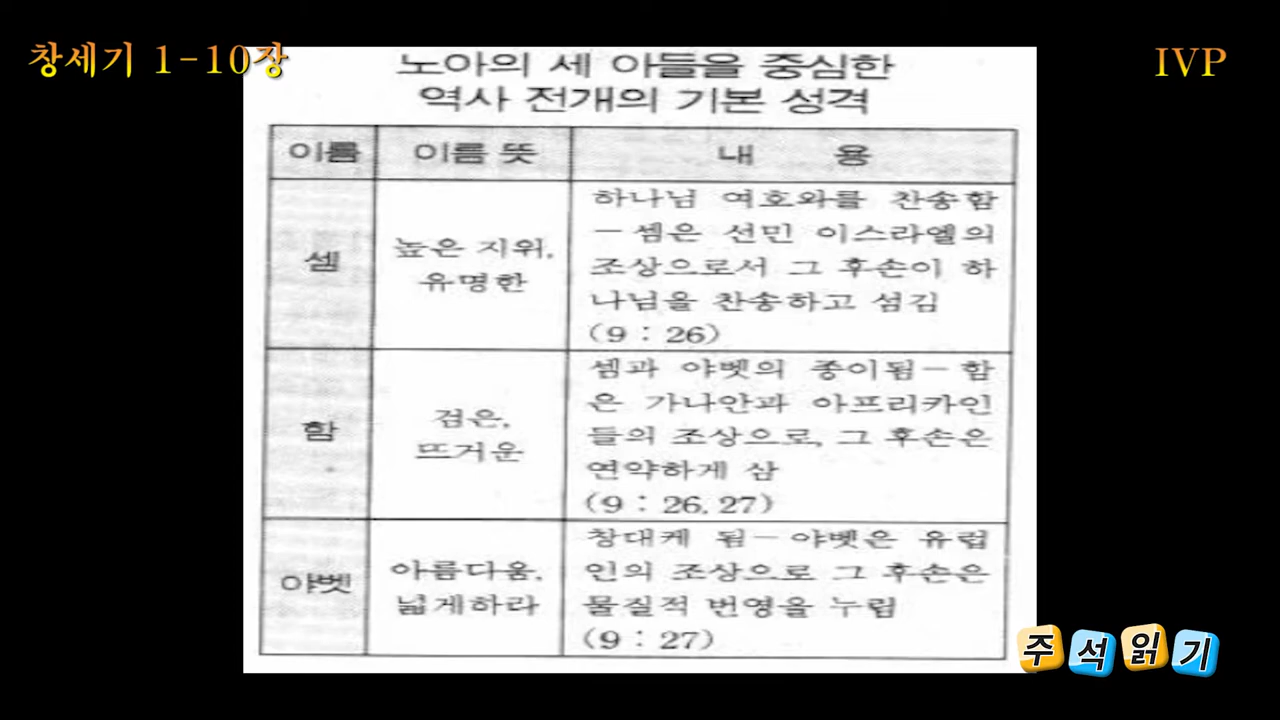 창세기 1-10장
IVP
노아의 세 아들을 중심한
역사 전개의 기본 성격
이름
이름 뜻
내 용
셈
높은 지위,
유명한
하나님 여호와를 찬송함
- 셈은 선민 이스라엘의
조상으로서 그 후손이 하
나님을 찬송하고 섬김
(9 : 26)
함
검은,
뜨거운
셈과 야벳의 종이됨- 함
은 가나안과 아프리카인
들의 조상으로, 그 후손은
연약하게 삶
(9 : 26, 27)
야벳
아름다움,
넓게하라
창대케 됨- 야벳은 유럽
인의 조상으로 그 후손은
물질적 번영을 누림
(9 : 27)
주석읽기